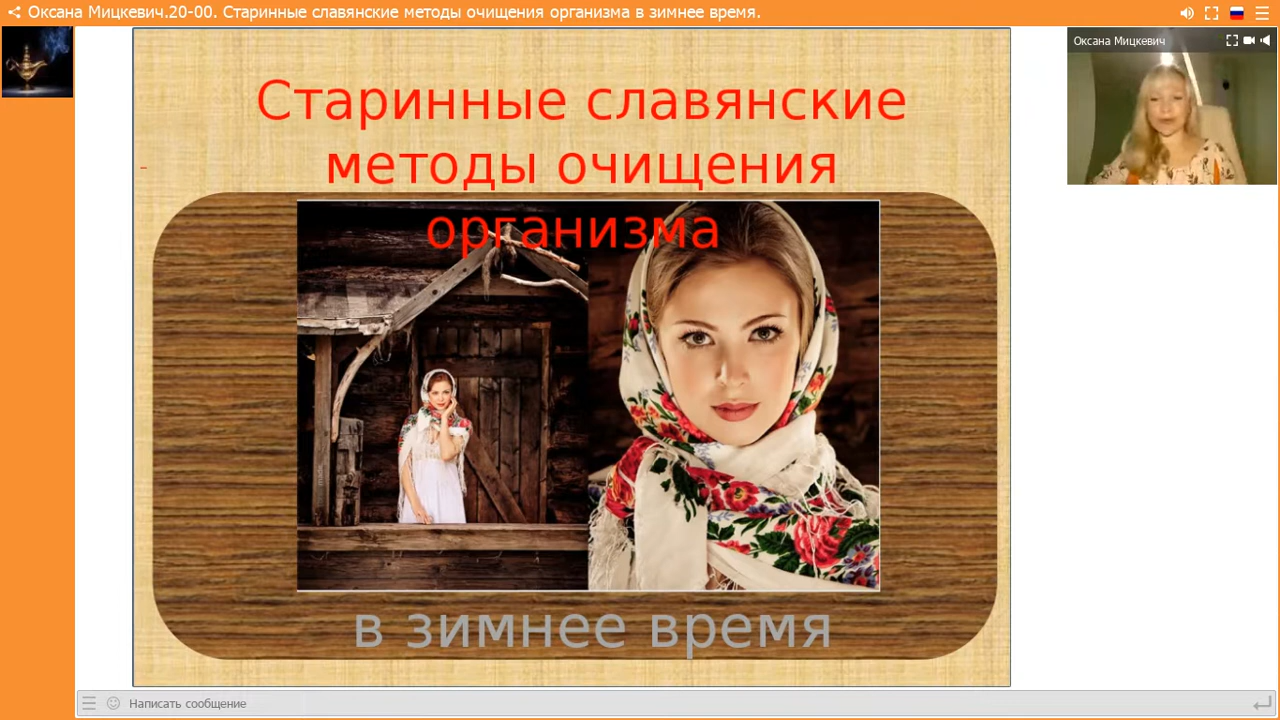 Оксана Мицкевич.20-00. Старинные славянские методы очищения организма в зимнее время.
Оксана Мицкевич
Старинные славянские
методы очищения
организма
в зимнее время
Написать сообщение